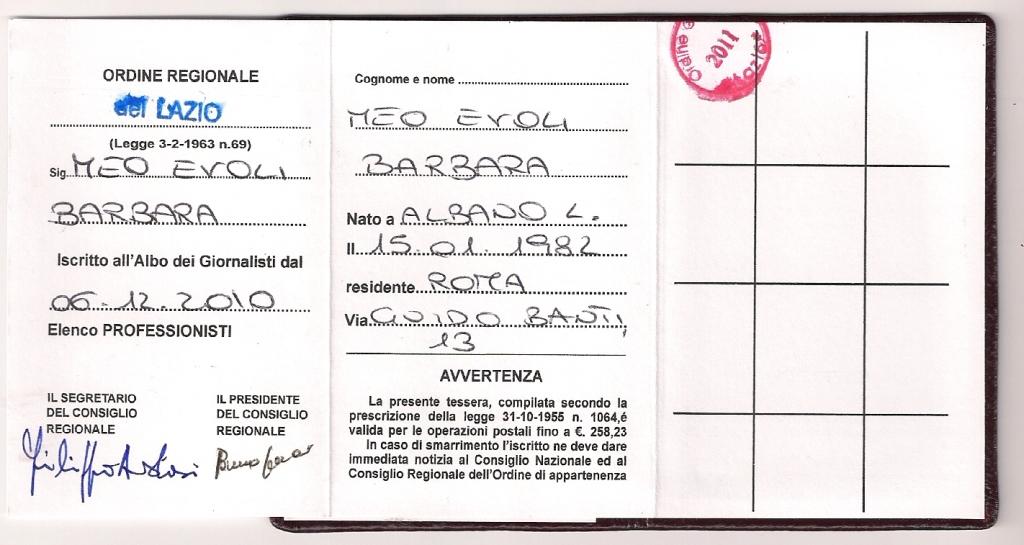 ORDINE REGIONALE
del LAZIO
(Legge 3-2-1963 n.69)
Sig. MEO EVOLI
BARBARA
Iscritto all'Albo dei Giornalisti dal
06-12.2010
Elenco PROFESSIONISTI
IL SEGRETARIO
DEL CONSIGLIO
REGIONALE
IL PRESIDENTE
DEL CONSIGLIO
REGIONALE
Cognome e nome
MEO EVOLI
BARBARA
Nato a ALBANO L.
Il 15.01.1982
residente ROMA
Via GUIDO BANTI,
13
AVVERTENZA
La presente tessera, compilata secondo la
prescrizione della legge 31-10-1955 n. 1064,é
valida per le operazioni postali fino a €. 258,23
In caso di smarrimento l'iscritto ne deve dare
immediata notizia al Consiglio Nazionale ed al
Consiglio Regionale dell'Ordine di appartenenza
2011